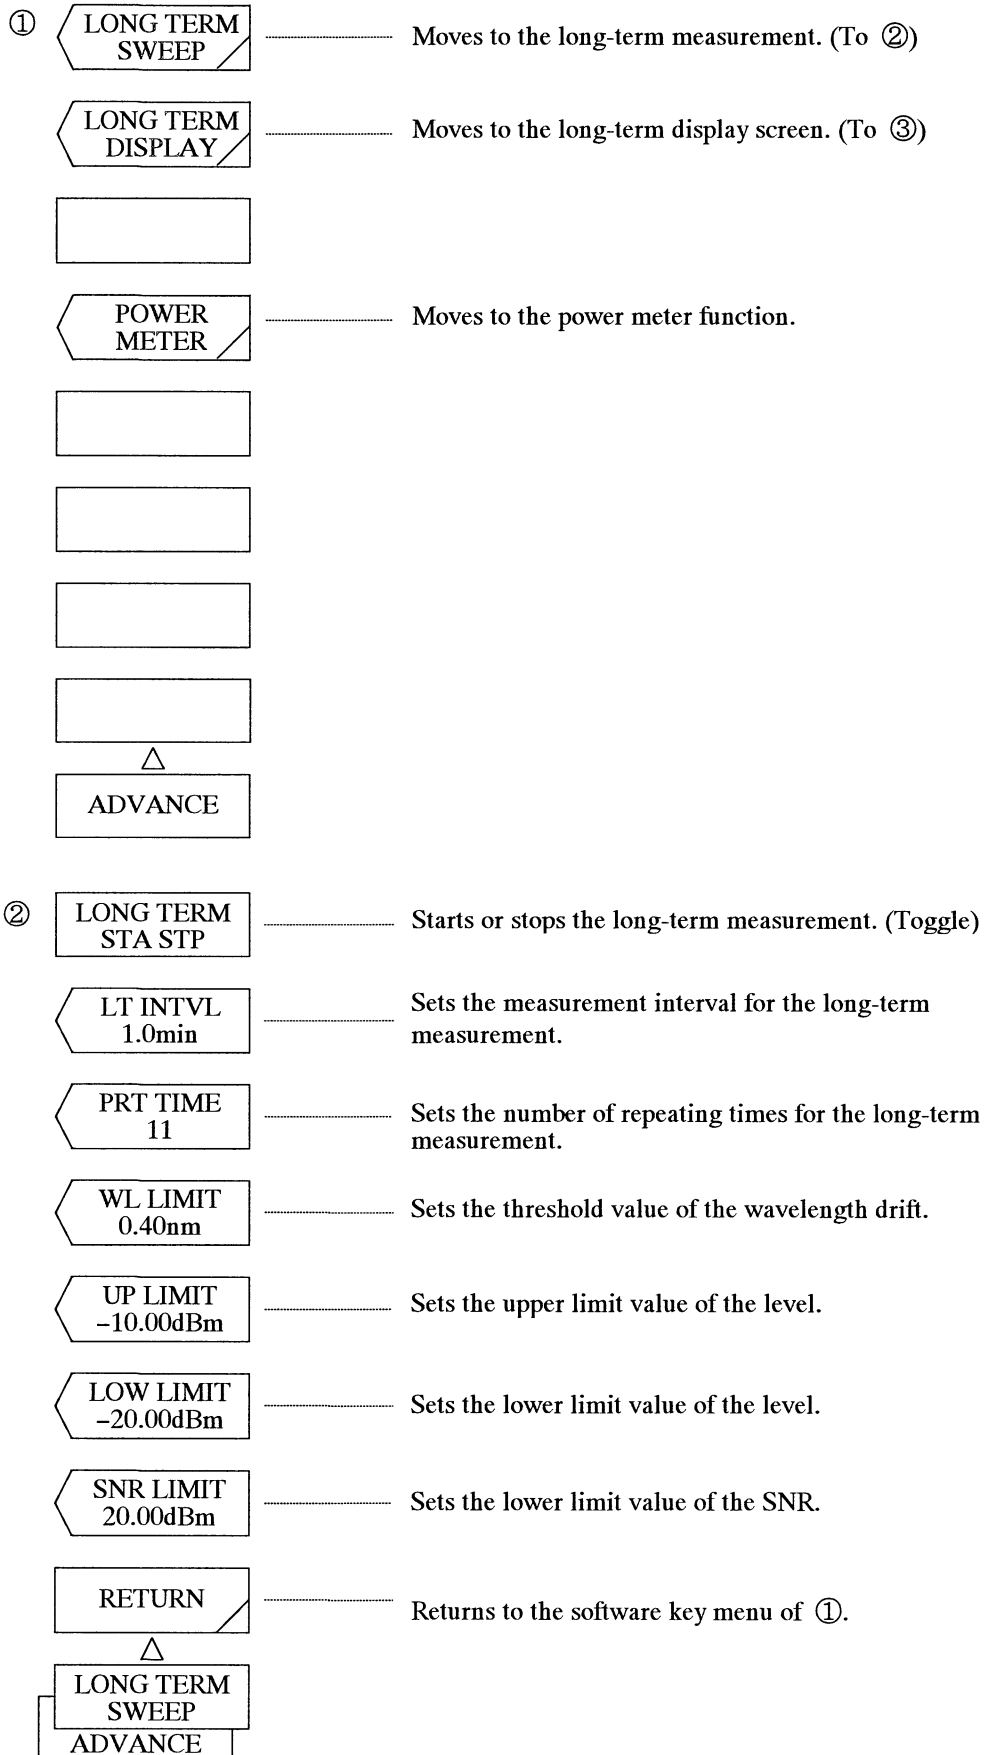 ①
LONG TERM
SWEEP
Moves to the long-term measurement. (To ②)
LONG TERM
DISPLAY
Moves to the long-term display screen. (To ③)
POWER
METER
Moves to the power meter function.
ADVANCE
②
LONG TERM
STA STP
Starts or stops the long-term measurement. (Toggle)
LT INTVL
1.0min
Sets the measurement interval for the long-term
measurement.
PRT TIME
11
Sets the number of repeating times for the long-term
measurement.
WL LIMIT
0.40nm
Sets the threshold value of the wavelength drift.
UP LIMIT
−10.00dBm
Sets the upper limit value of the level.
LOW LIMIT
−20.00dBm
Sets the lower limit value of the level.
SNR LIMIT
20.00dBm
Sets the lower limit value of the SNR.
RETURN
Returns to the software key menu of ①.
LONG TERM
SWEEP
ADVANCE